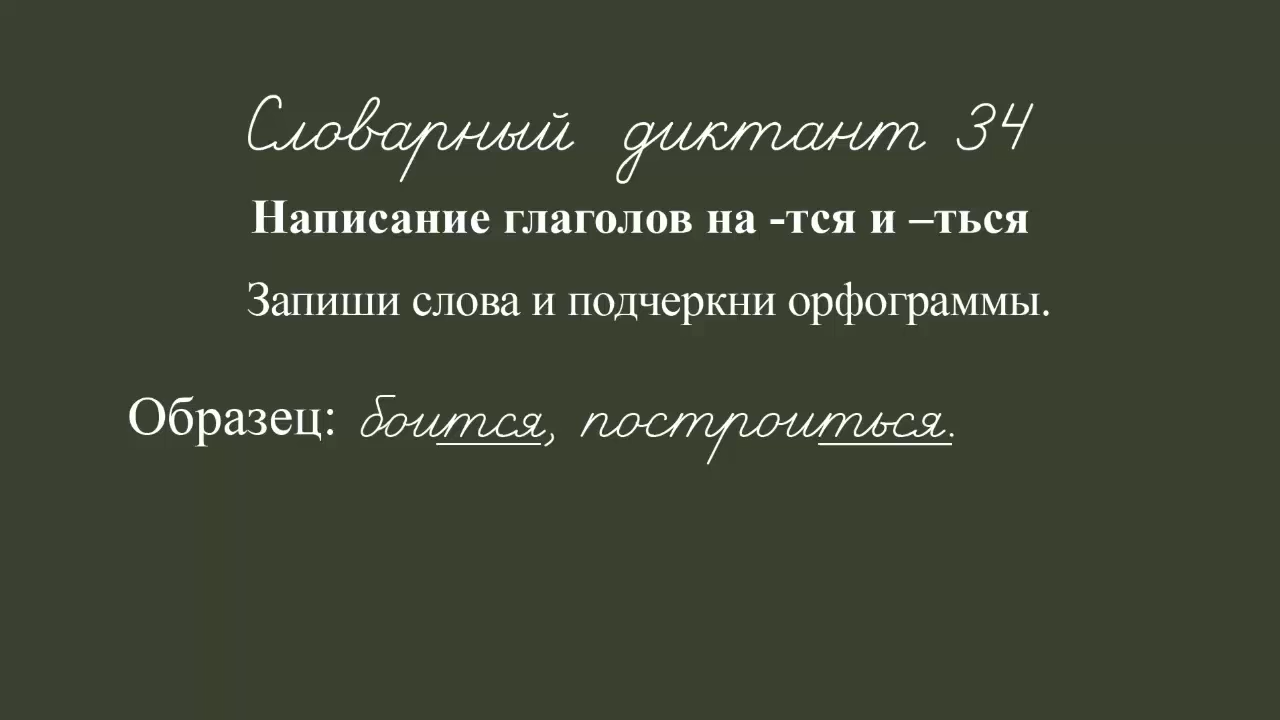 Словарный диктант 34
Написание глаголов на -тся и –ться
Запиши слова и подчеркни орфограммы.
Образец: боится, построиться.